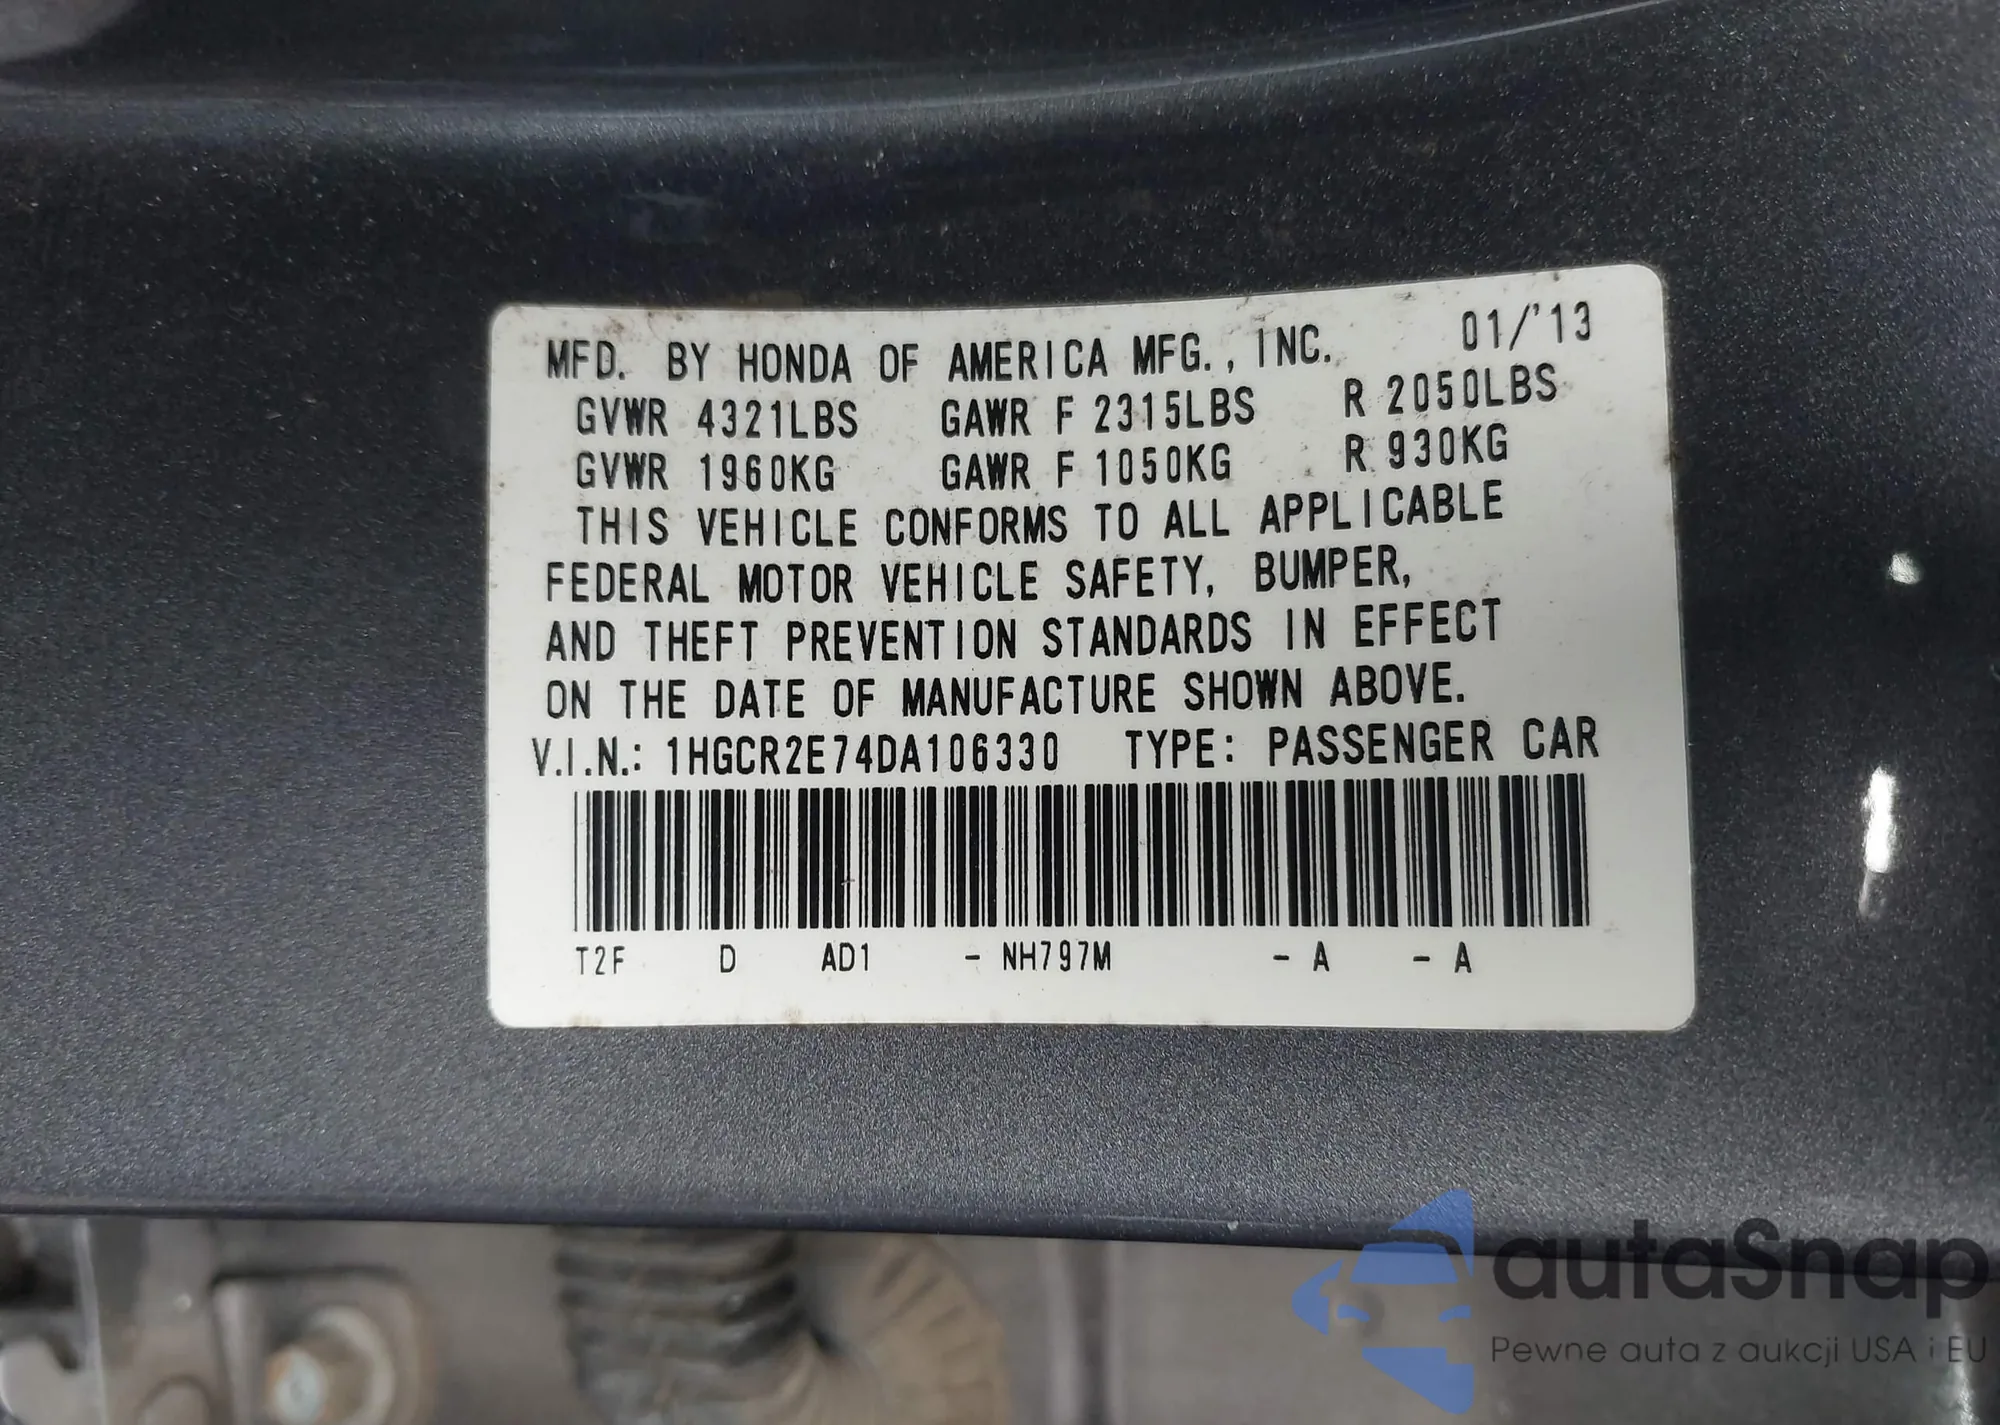 MFD. BY HONDA OF AMERICA MFG., INC. 01/'13
GVWR 4321LBS GAWR F 2315LBS R 2050LBS
GVWR 1960KG GAWR F 1050KG R 930KG
THIS VEHICLE CONFORMS TO ALL APPLICABLE
FEDERAL MOTOR VEHICLE SAFETY, BUMPER,
AND THEFT PREVENTION STANDARDS IN EFFECT
ON THE DATE OF MANUFACTURE SHOWN ABOVE.
V.I.N.: 1HGCR2E74DA106330 TYPE: PASSENGER CAR
T2F D AD1 - NH797M - A - A
autaSnap
Pewne auta z aukcji USA i EU